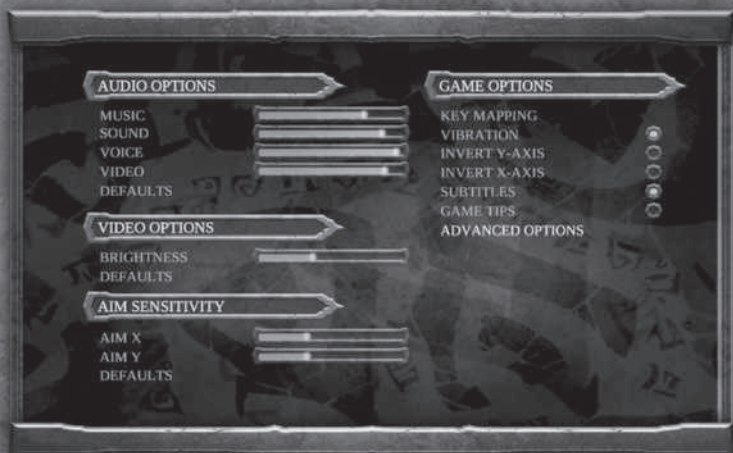 AUDIO OPTIONS
MUSIC
SOUND
VOICE
VIDEO
DEFAULTS
VIDEO OPTIONS
BRIGHTNESS
DEFAULTS
AIM SENSITIVITY
AIM X
AIM Y
DEFAULTS
GAME OPTIONS
KEY MAPPING
VIBRATION
INVERT Y-AXIS
INVERT X-AXIS
SUBTITLES
GAME TIPS
ADVANCED OPTIONS